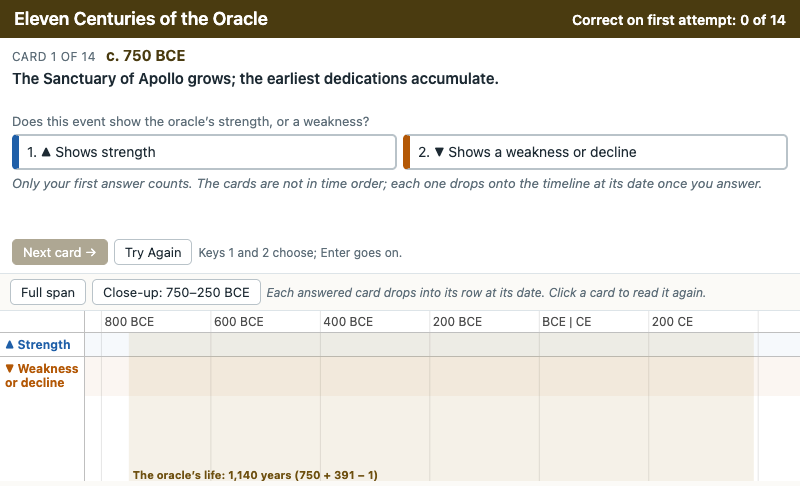 Eleven Centuries of the Oracle
Correct on first attempt: 0 of 14
CARD 1 OF 14 c. 750 BCE
The Sanctuary of Apollo grows; the earliest dedications accumulate.
Does this event show the oracle's strength, or a weakness?
1. ▲ Shows strength
2. ▼ Shows a weakness or decline
Only your first answer counts. The cards are not in time order; each one drops onto the timeline at its date once you answer.
Next card →
Try Again
Keys 1 and 2 choose; Enter goes on.
Full span
Close-up: 750–250 BCE
Each answered card drops into its row at its date. Click a card to read it again.
800 BCE
600 BCE
400 BCE
200 BCE
BCE | CE
200 CE
▲ Strength
▼ Weakness
or decline
The oracle's life: 1,140 years (750 + 391 − 1)